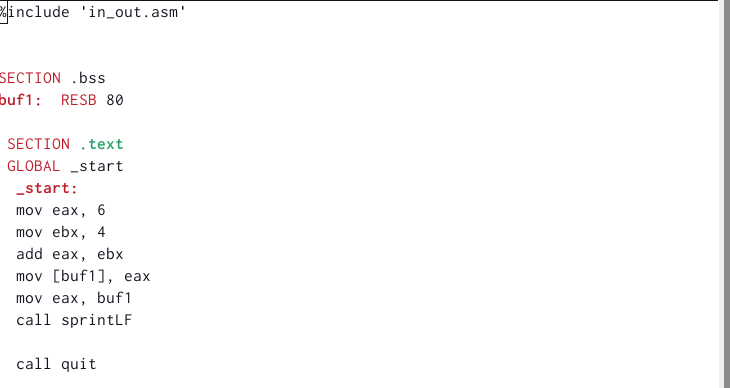 %include 'in_out.asm'
SECTION .bss
buf1: RESB 80
SECTION .text
GLOBAL _start
_start:
mov eax, 6
mov ebx, 4
add eax, ebx
mov [buf1], eax
mov eax, buf1
call sprintLF
call quit